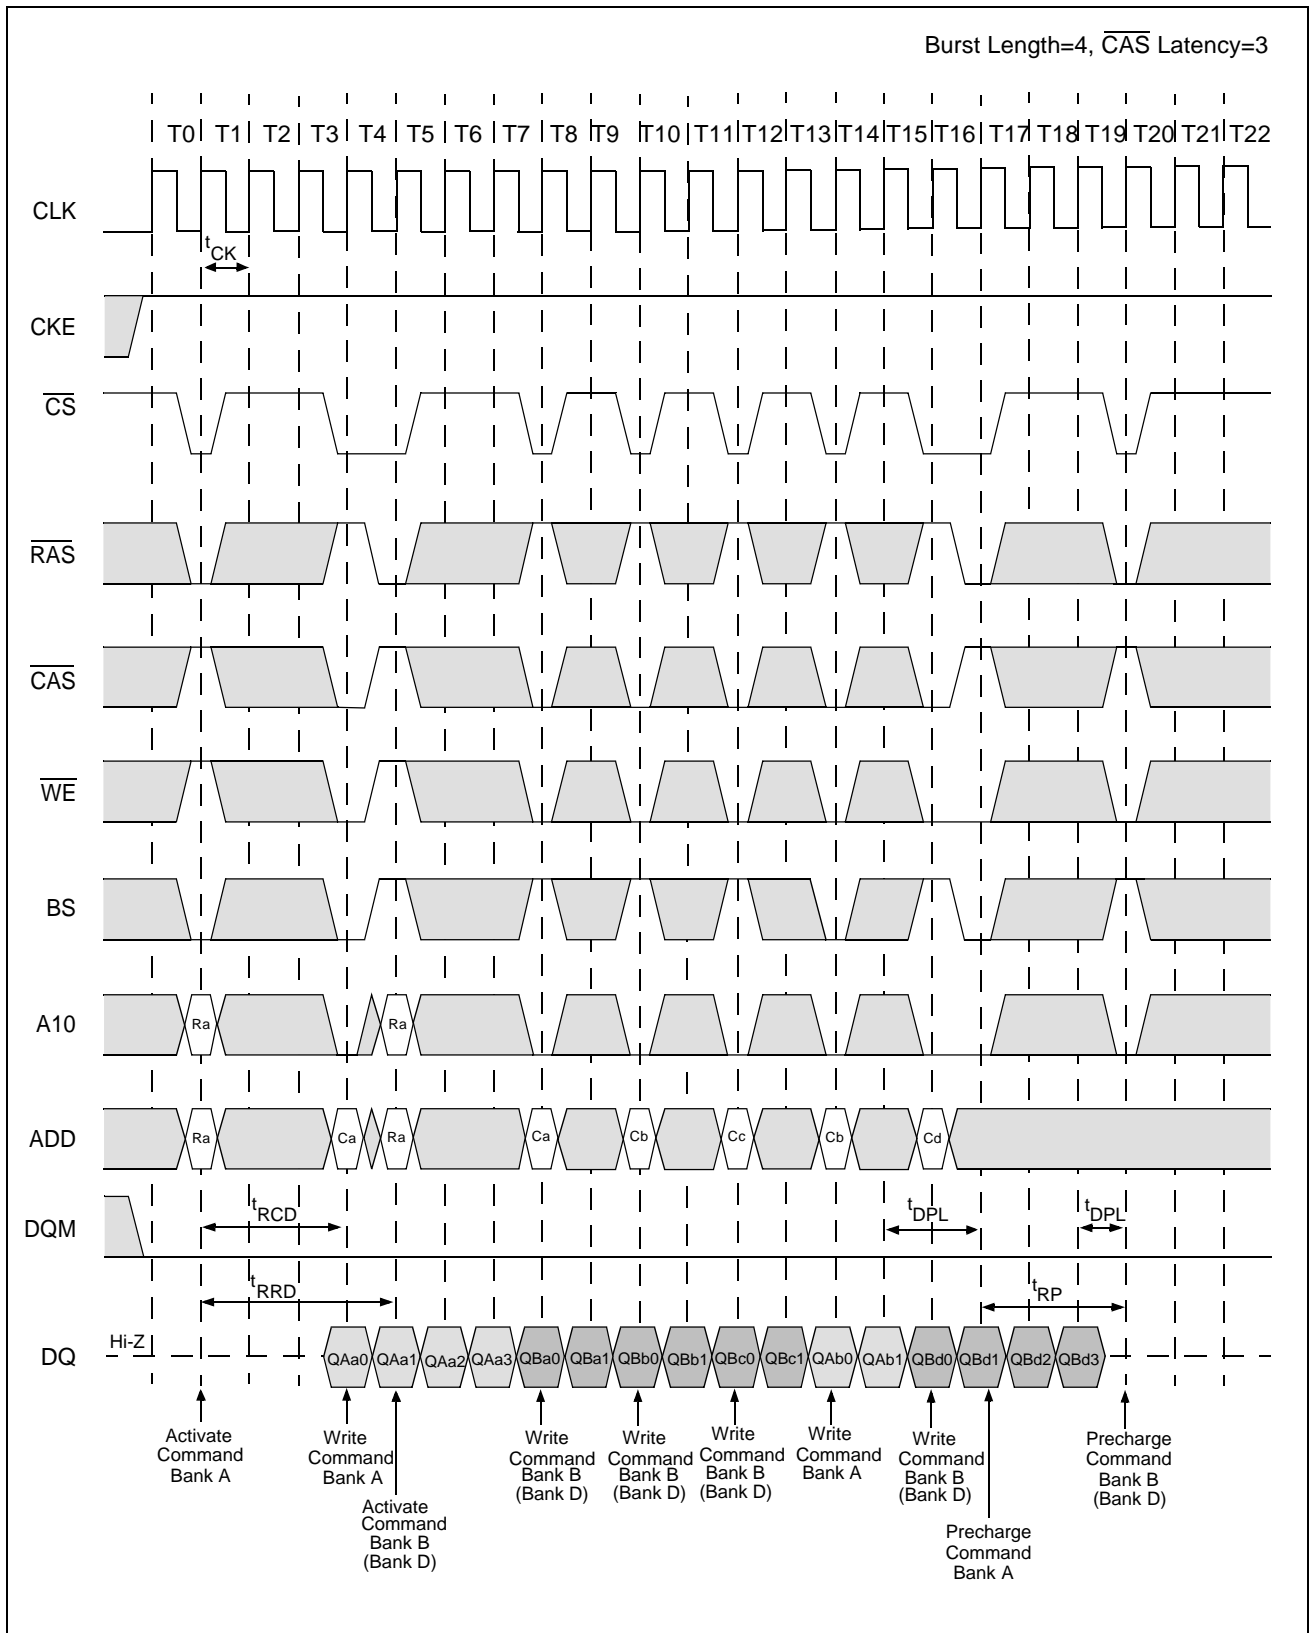 Burst Length=4, CAS Latency=3
T0 T1 T2 T3 T4 T5 T6 T7 T8 T9 T10 T11 T12 T13 T14 T15 T16 T17 T18 T19 T20 T21 T22
CLK
tCK
CKE
CS
RAS
CAS
WE
BS
A10
Ra Ra
ADD
Ra Ca Ra Ca Cb Cc Cb Cd
DQM
tRCD
tDPL
tDPL
tRRD
tRP
DQ
Hi-Z
QAa0 QAa1 QAa2 QAa3 QBa0 QBa1 QBb0 QBb1 QBc0 QBc1 QAb0 QAb1 QBd0 QBd1 QBd2 QBd3
Activate
Command
Bank A
Write
Command
Bank A
Activate
Command
Bank B
(Bank D)
Write
Command
Bank B
(Bank D)
Write
Command
Bank B
(Bank D)
Write
Command
Bank B
(Bank D)
Write
Command
Bank A
Write
Command
Bank B
(Bank D)
Precharge
Command
Bank A
Precharge
Command
Bank B
(Bank D)